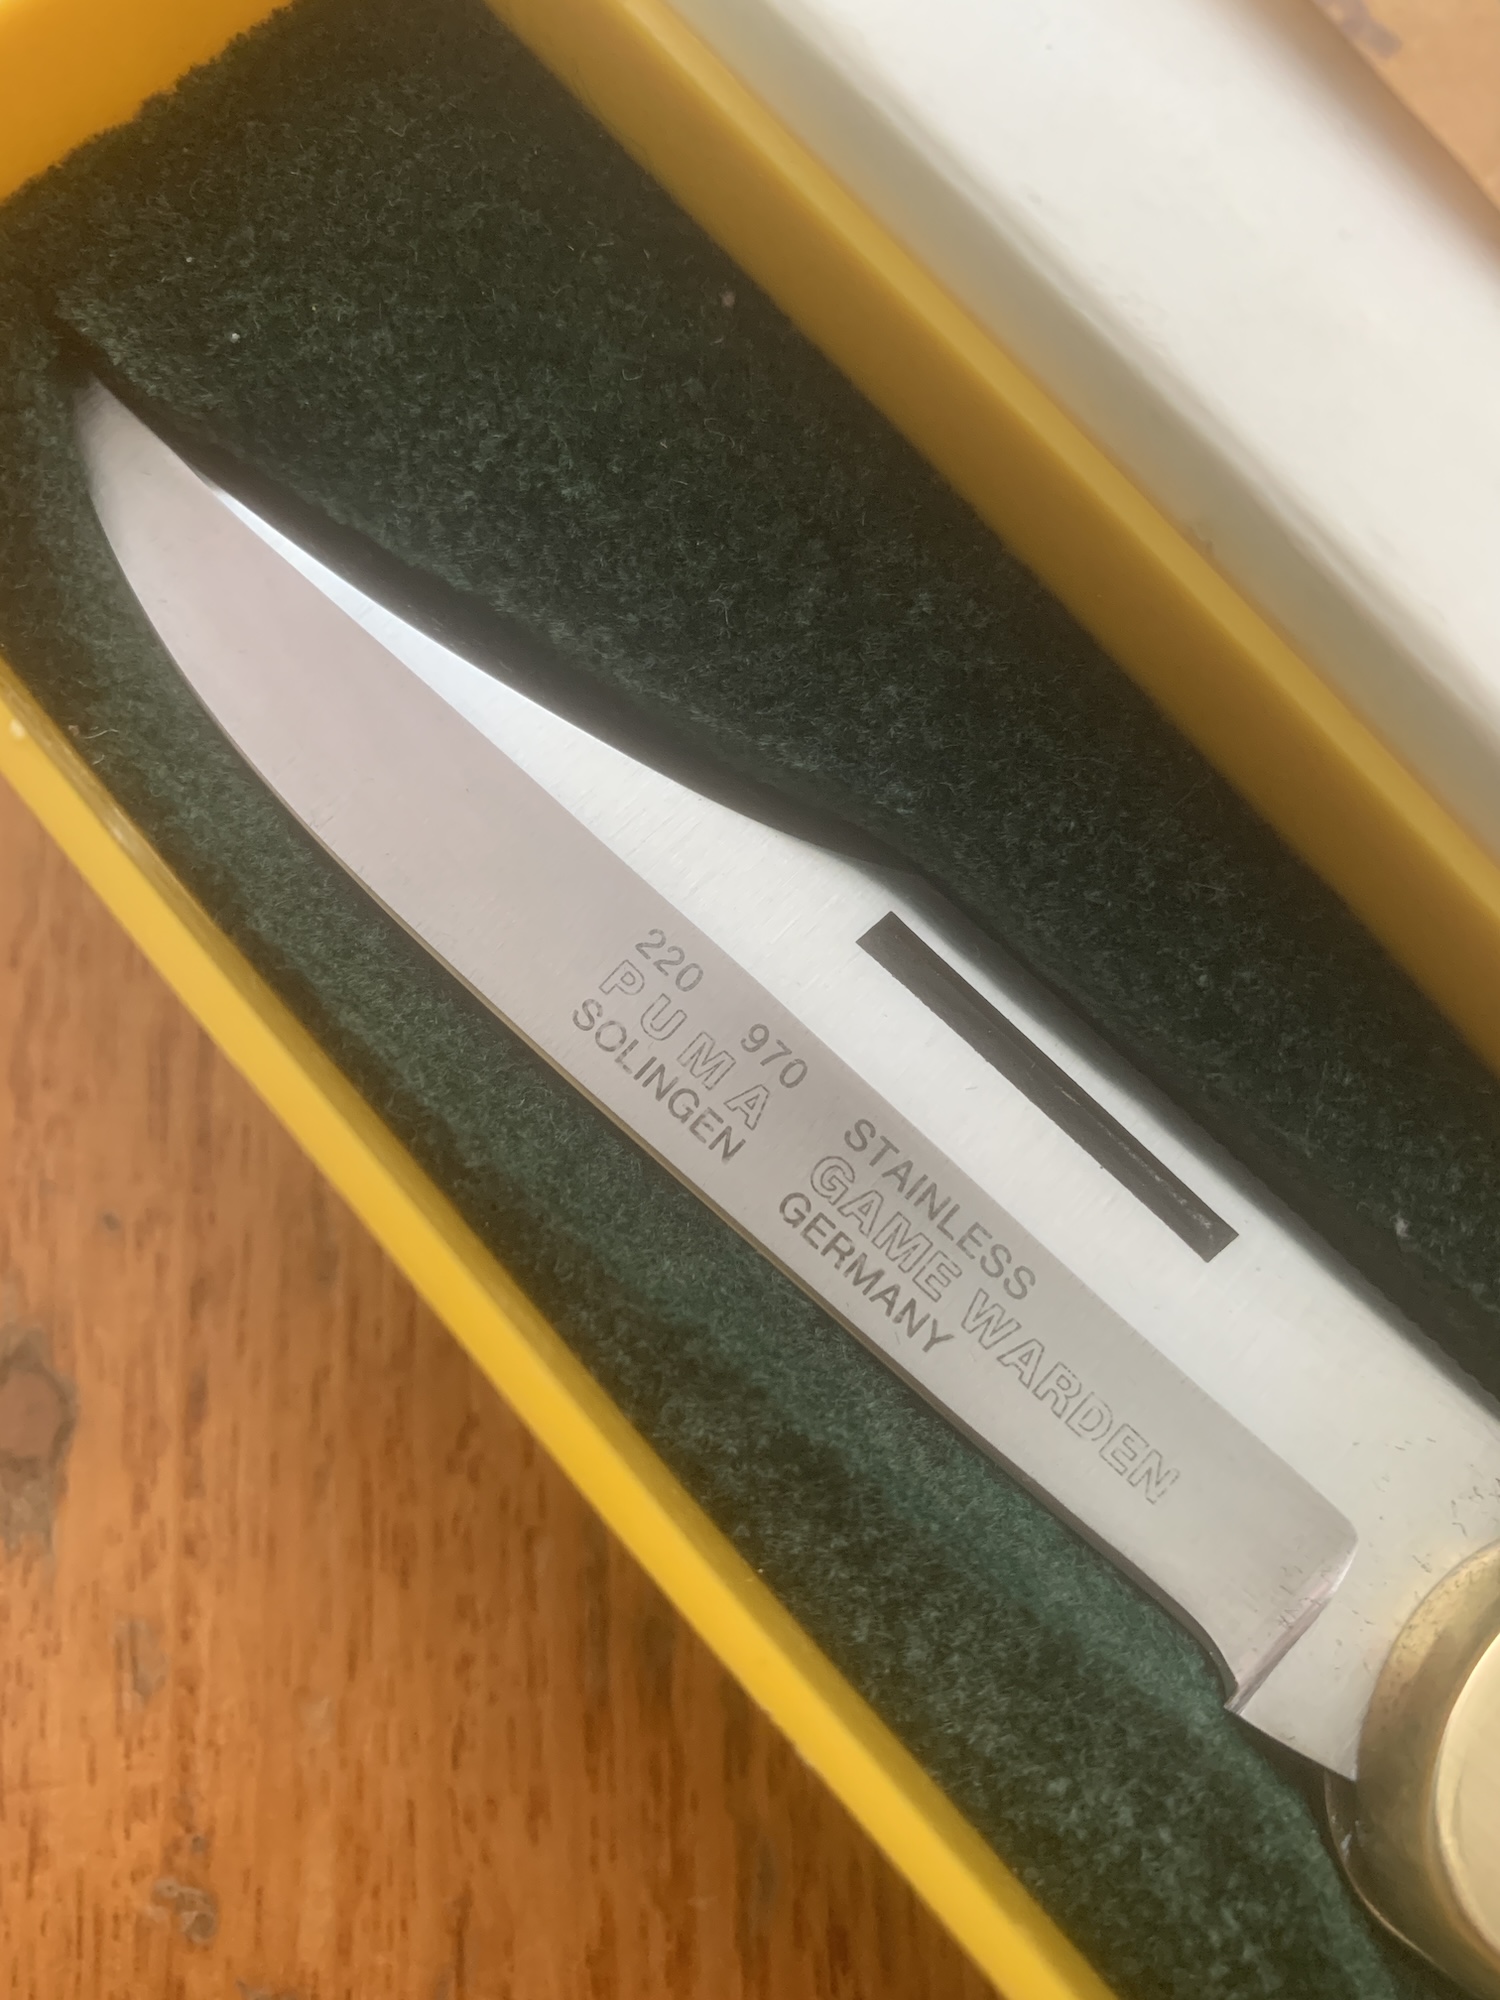 220 970
PUMA
SOLINGEN
STAINLESS
GAME WARDEN
GERMANY